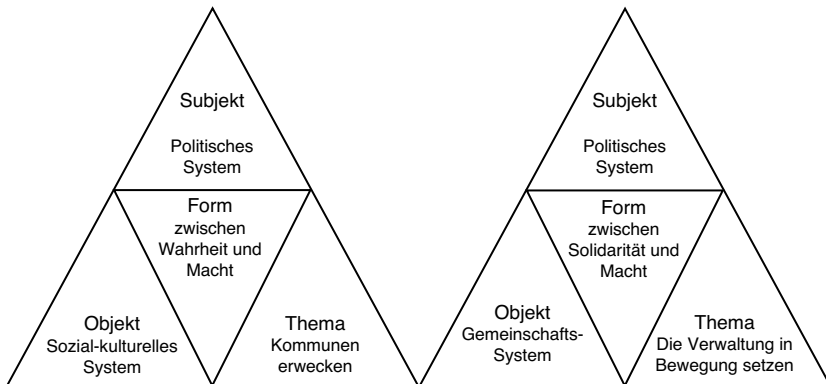 Subjekt
Politisches
System
Form
zwischen
Wahrheit und
Macht
Objekt
Sozial-kulturelles
System
Thema
Kommunen
erwecken
Subjekt
Politisches
System
Form
zwischen
Solidarität und
Macht
Objekt
Gemeinschafts-
System
Thema
Die Verwaltung in
Bewegung setzen